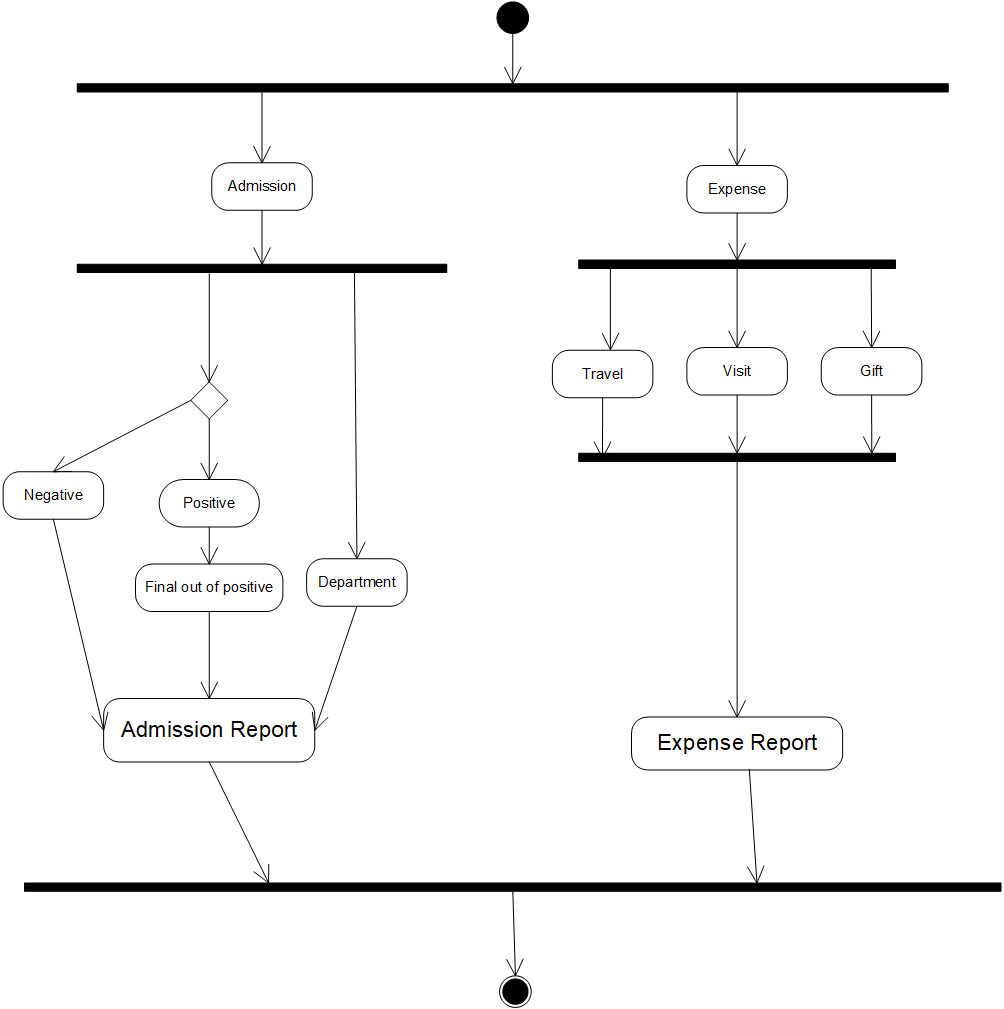 Admission
Expense
Travel
Visit
Gift
Negative
Positive
Final out of positive
Department
Admission Report
Expense Report